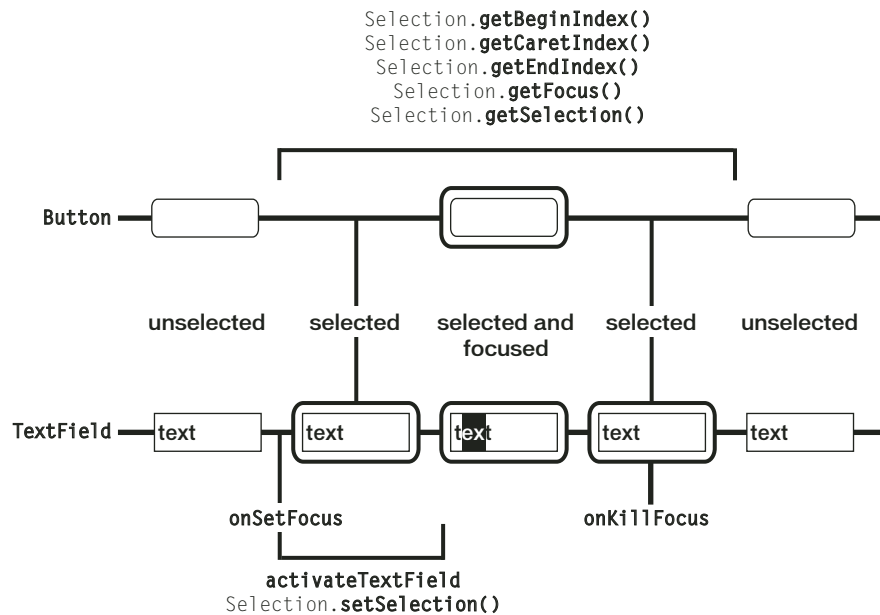 Selection.getBeginIndex()
Selection.getCaretIndex()
Selection.getEndIndex()
Selection.getFocus()
Selection.getSelection()
Button
unselected
selected
selected and
focused
selected
unselected
TextField
text
text
text
text
text
onSetFocus
onKillFocus
activateTextField
Selection.setSelection()